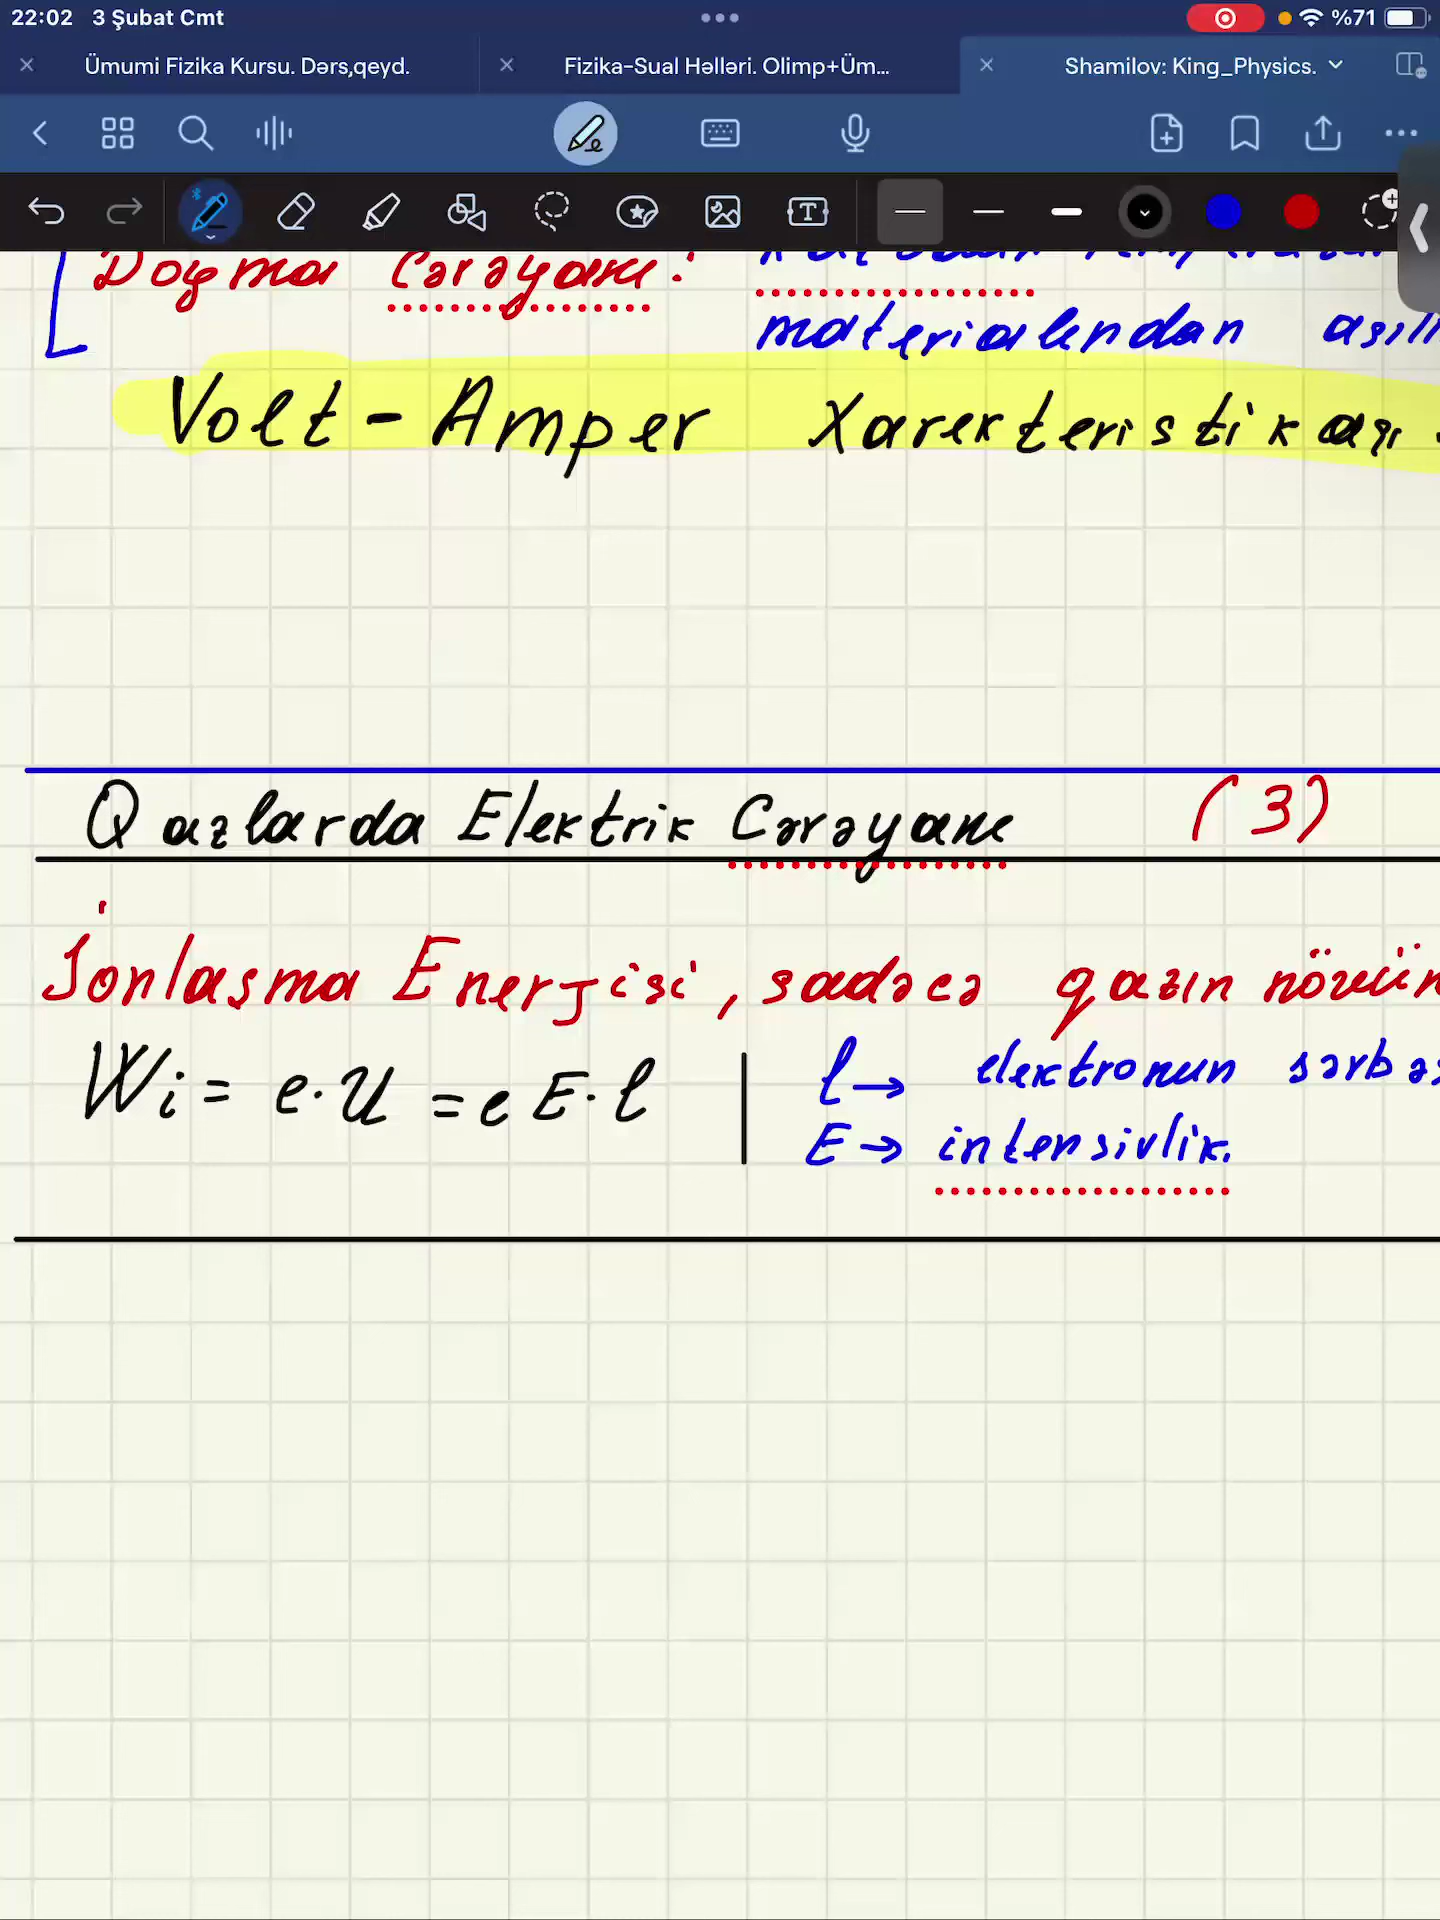 22:02 3 Şubat Cmt %71
Ümumi Fizika Kursu. Dərs,qeyd. Fizika-Sual Həlləri. Olimp+Üm... Shamilov: King_Physics.
Doğma Cərəyanı:
materialından asılı
Volt - Amper Xarekteristikası
Qazlarda Elektrik Cərəyanı (3)
İonlaşma Enerjisi, sadəcə qazın növün
Wi = e·U = e E·l | l → elektronun sərbəs
E → intensivlik.